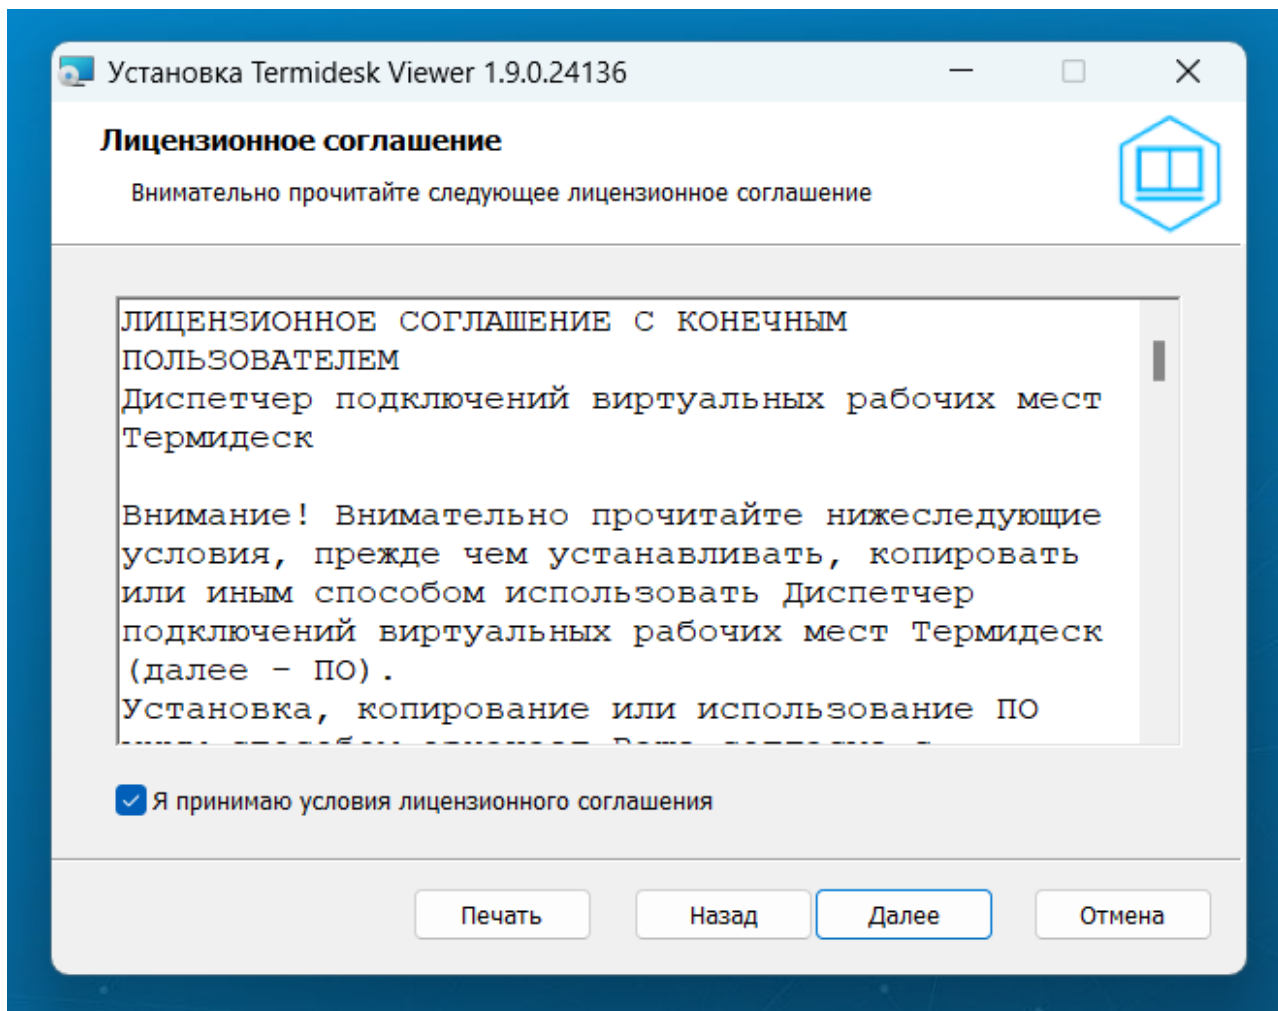 Установка Termidesk Viewer 1.9.0.24136
Лицензионное соглашение
Внимательно прочитайте следующее лицензионное соглашение
ЛИЦЕНЗИОННОЕ СОГЛАШЕНИЕ С КОНЕЧНЫМ
ПОЛЬЗОВАТЕЛЕМ
Диспетчер подключений виртуальных рабочих мест
Термидеск
Внимание! Внимательно прочитайте нижеследующие
условия, прежде чем устанавливать, копировать
или иным способом использовать Диспетчер
подключений виртуальных рабочих мест Термидеск
(далее – ПО).
Установка, копирование или использование ПО
Я принимаю условия лицензионного соглашения
Печать
Назад
Далее
Отмена